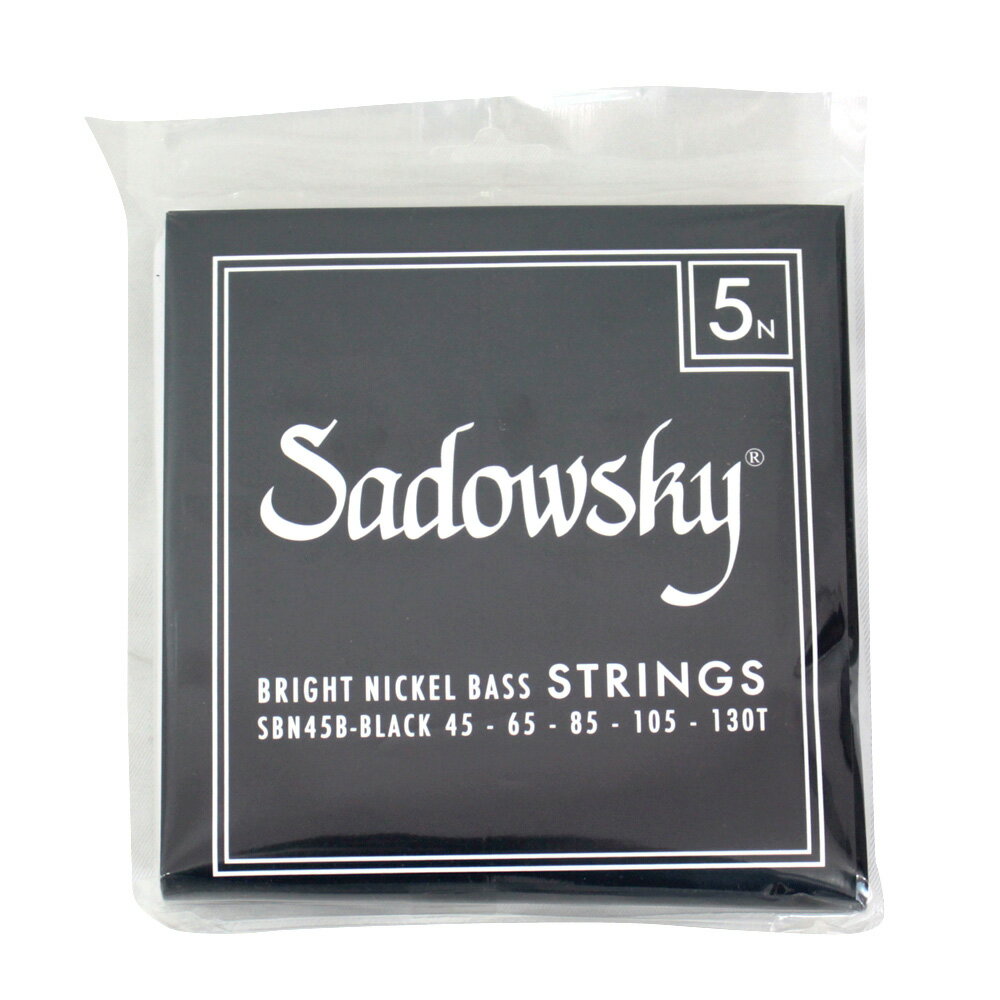 5N
Sadowsky®
BRIGHT NICKEL BASS STRINGS
SBN45B-BLACK 45 - 65 - 85 - 105 - 130T